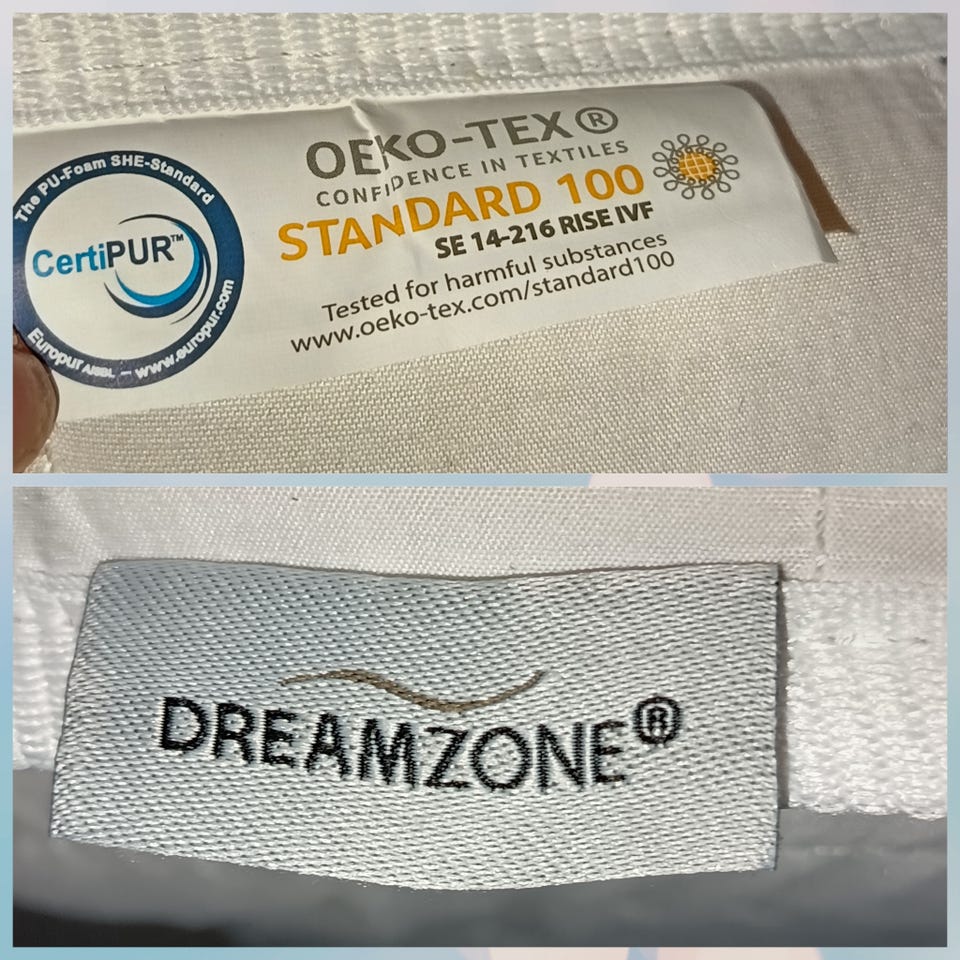 The PU-Foam SHE-Standard
CertiPUR™
Europur AISBL – www.europur.com
OEKO-TEX®
CONFIDENCE IN TEXTILES
STANDARD 100
SE 14-216 RISE IVF
Tested for harmful substances
www.oeko-tex.com/standard100
DREAMZONE®